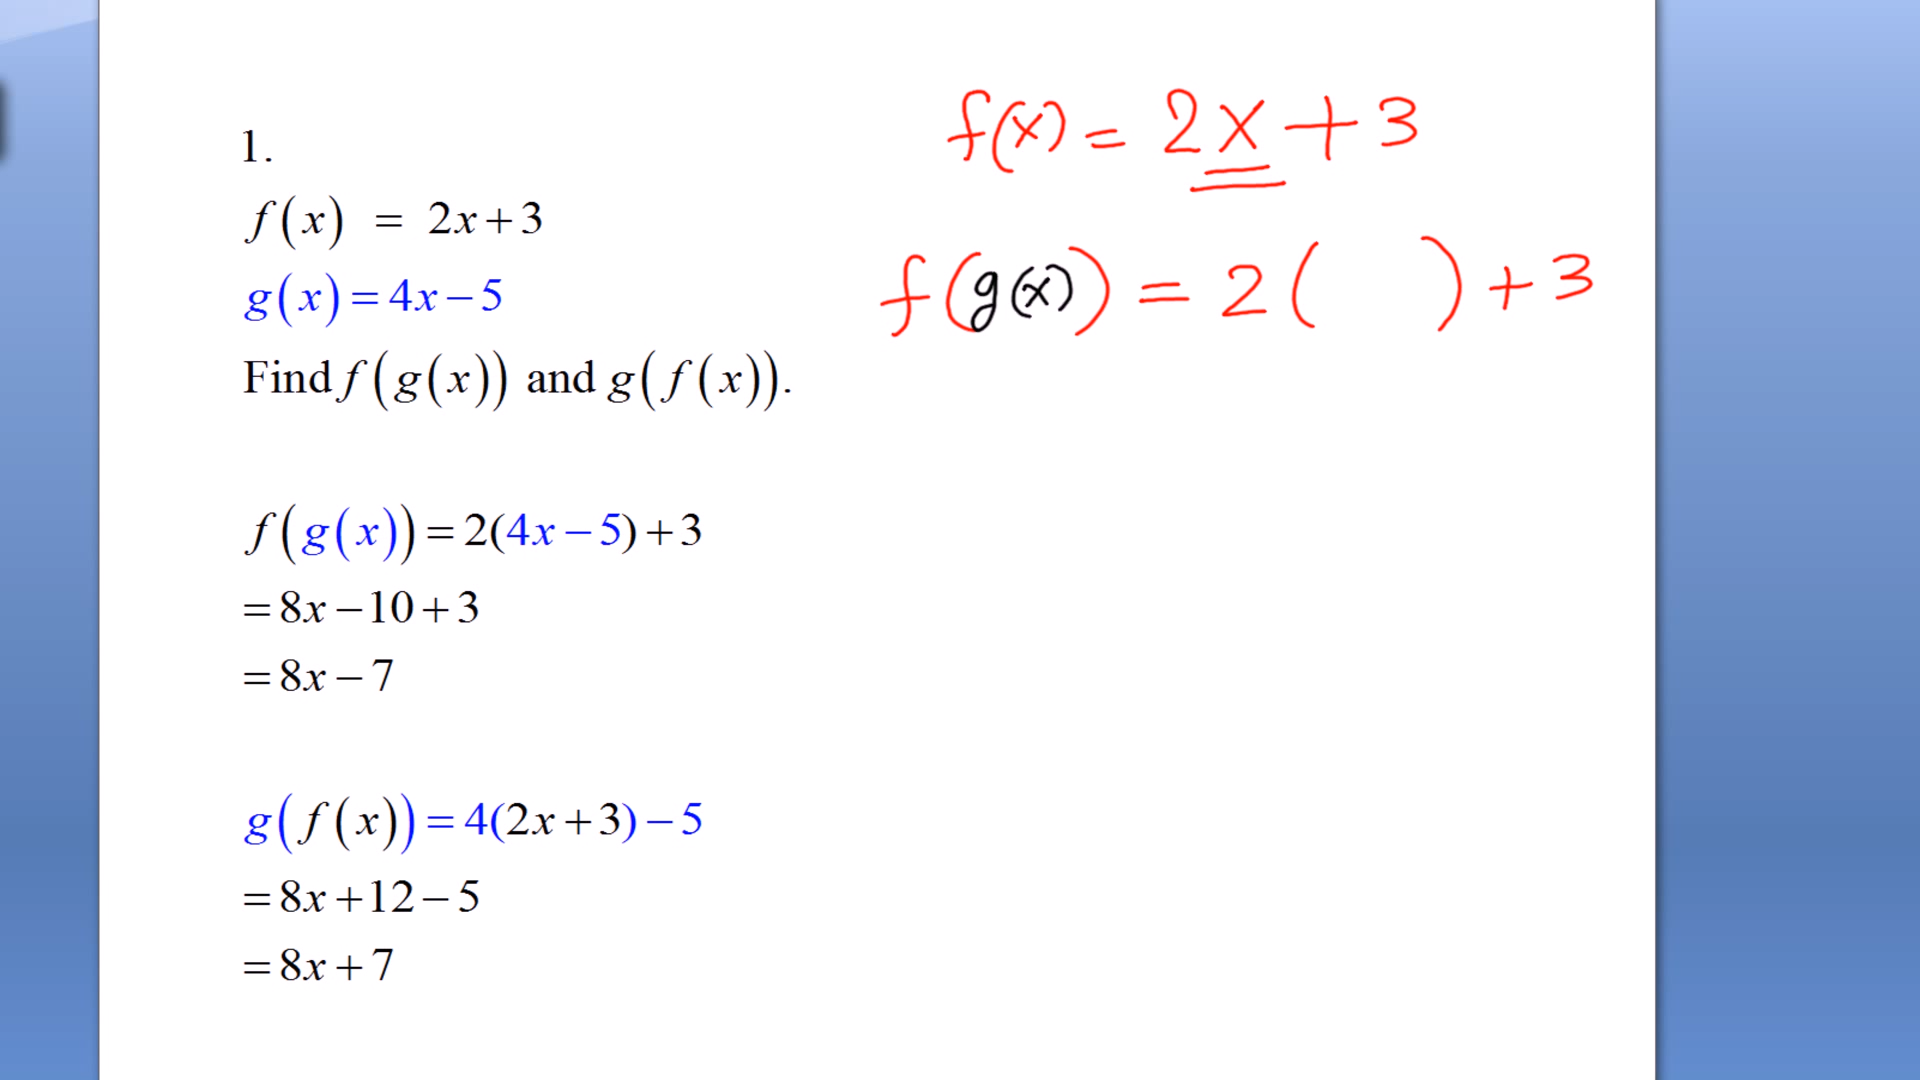 1.
f(x) = 2x+3
g(x)=4x−5
Find f(g(x)) and g(f(x)).
f(g(x))=2(4x−5)+3
=8x−10+3
=8x−7
g(f(x))=4(2x+3)−5
=8x+12−5
=8x+7
f(x) = 2x+3
f(g(x)) = 2( )+3